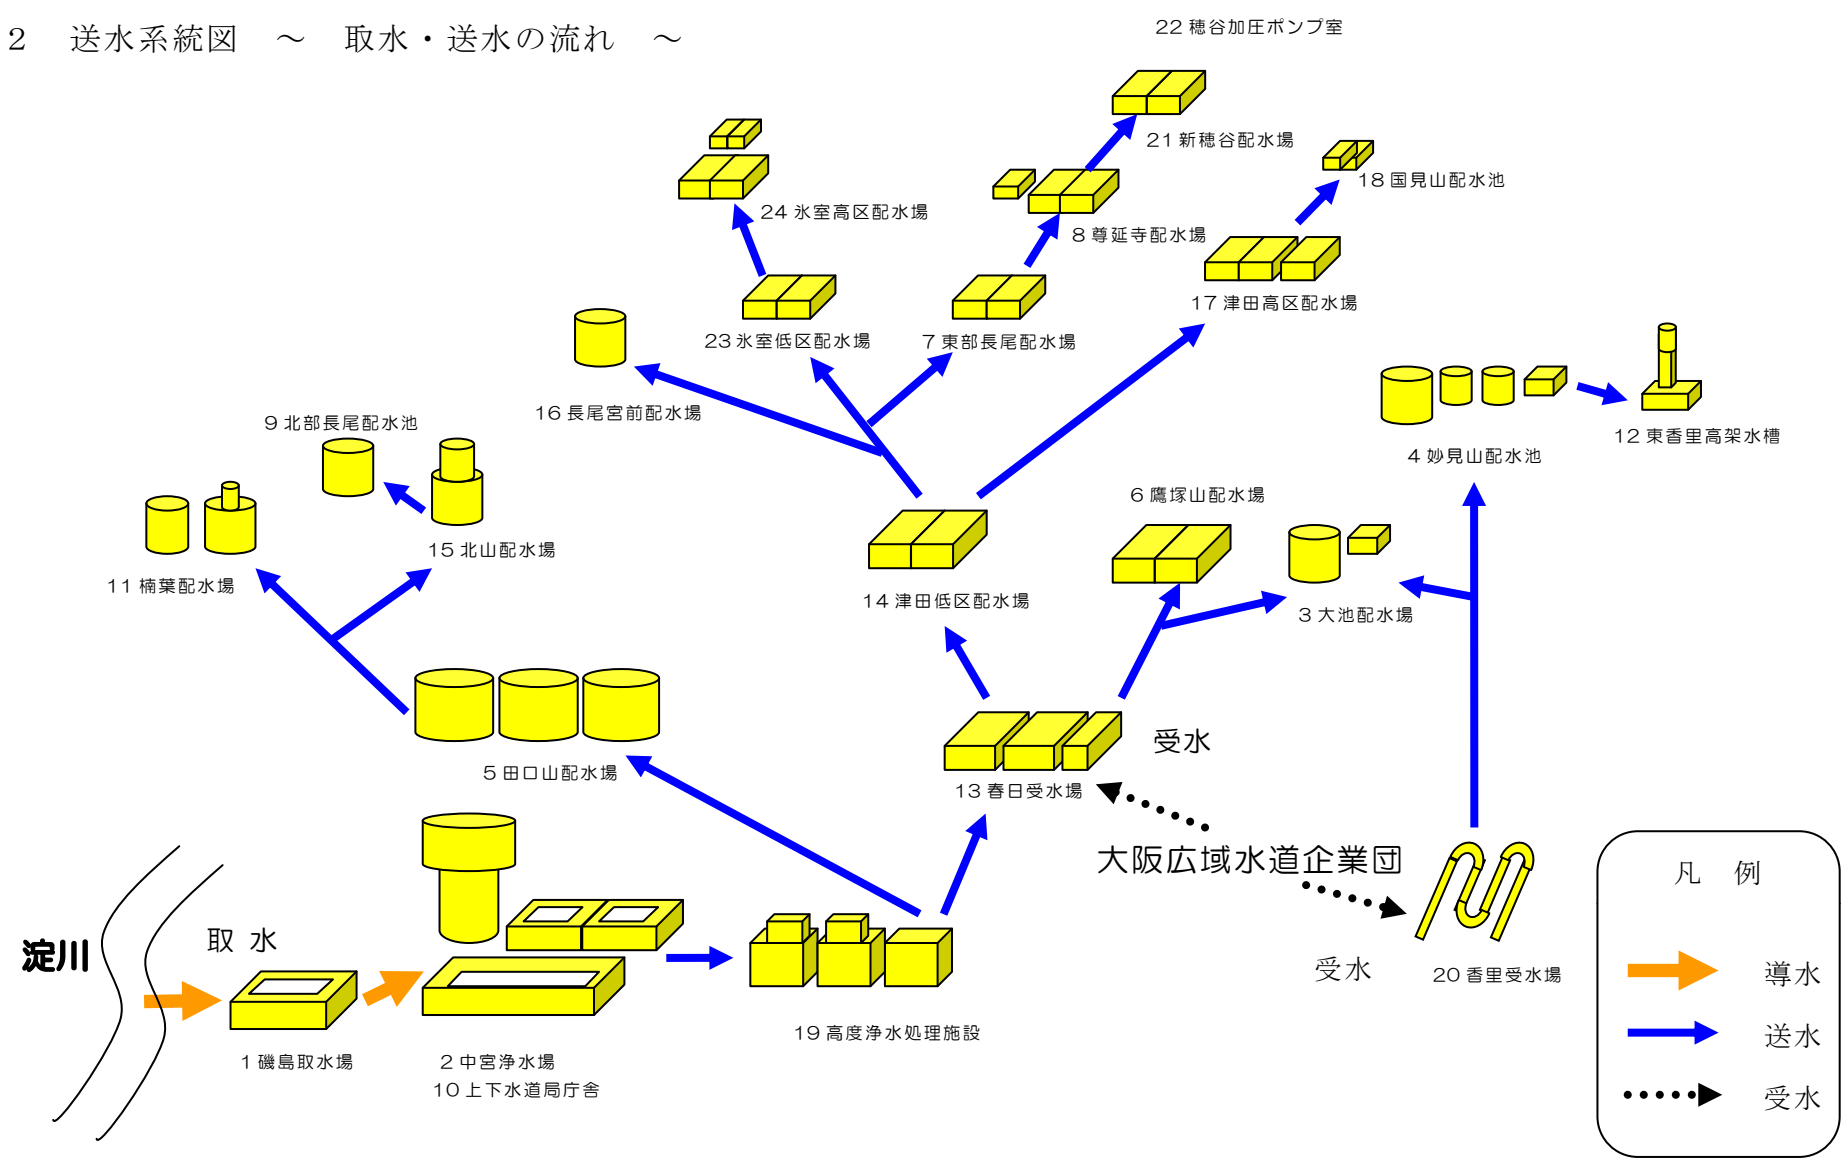 2　送水系統図　～　取水・送水の流れ　～
22 穂谷加圧ポンプ室
21 新穂谷配水場
18 国見山配水池
24 氷室高区配水場
8 尊延寺配水場
17 津田高区配水場
23 氷室低区配水場
7 東部長尾配水場
16 長尾宮前配水場
9 北部長尾配水池
12 東香里高架水槽
4 妙見山配水池
6 鷹塚山配水場
15 北山配水場
11 楠葉配水場
14 津田低区配水場
3 大池配水場
受水
5 田口山配水場
13 春日受水場
大阪広域水道企業団
凡　例
取 水
淀川
受水
20 香里受水場
導水
19 高度浄水処理施設
送水
1 磯島取水場
2 中宮浄水場
10 上下水道局庁舎
受水